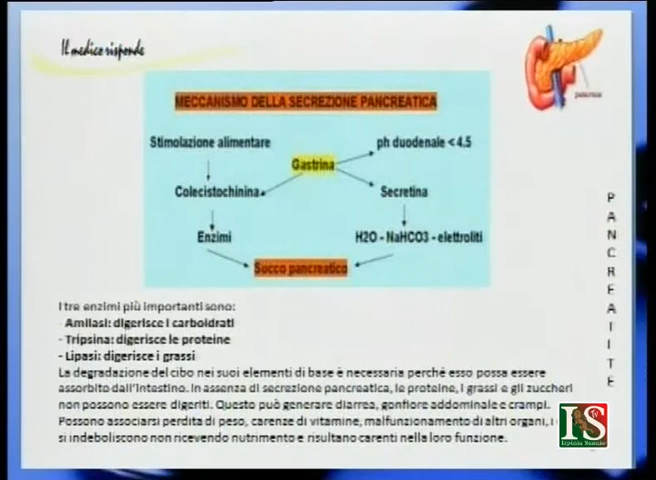 Il medico risponde
pancreas
MECCANISMO DELLA SECREZIONE PANCREATICA
Stimolazione alimentare
ph duodenale < 4.5
Gastrina
Colecistochinina
Secretina
Enzimi
H2O - NaHCO3 - elettroliti
Succo pancreatico
PANCREATITE
I tre enzimi più importanti sono:
- Amilasi: digerisce i carboidrati
- Tripsina: digerisce le proteine
- Lipasi: digerisce i grassi
La degradazione del cibo nei suoi elementi di base è necessaria perché esso possa essere
assorbito dall'intestino. In assenza di secrezione pancreatica, le proteine, i grassi e gli zuccheri
non possono essere digeriti. Questo può generare diarrea, gonfiore addominale e crampi.
Possono associarsi perdita di peso, carenze di vitamine, malfunzionamento di altri organi, i
si indeboliscono non ricevendo nutrimento e risultano carenti nella loro funzione.
IS
TV
Irpinia Sannio